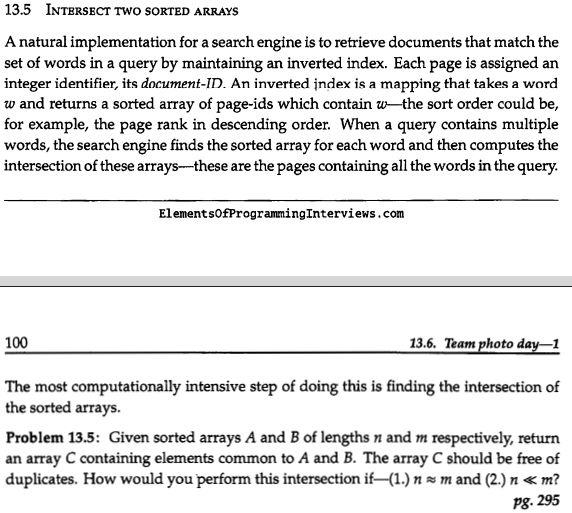 13.5 INTERSECT TWO SORTED ARRAYS
A natural implementation for a search engine is to retrieve documents that match the
set of words in a query by maintaining an inverted index. Each page is assigned an
integer identifier, its document-ID. An inverted index is a mapping that takes a word
w and returns a sorted array of page-ids which contain w—the sort order could be,
for example, the page rank in descending order. When a query contains multiple
words, the search engine finds the sorted array for each word and then computes the
intersection of these arrays—these are the pages containing all the words in the query.
ElementsOfProgrammingInterviews.com
100 13.6. Team photo day—1
The most computationally intensive step of doing this is finding the intersection of
the sorted arrays.
Problem 13.5: Given sorted arrays A and B of lengths n and m respectively, return
an array C containing elements common to A and B. The array C should be free of
duplicates. How would you perform this intersection if—(1.) n ≈ m and (2.) n ≪ m?
pg. 295